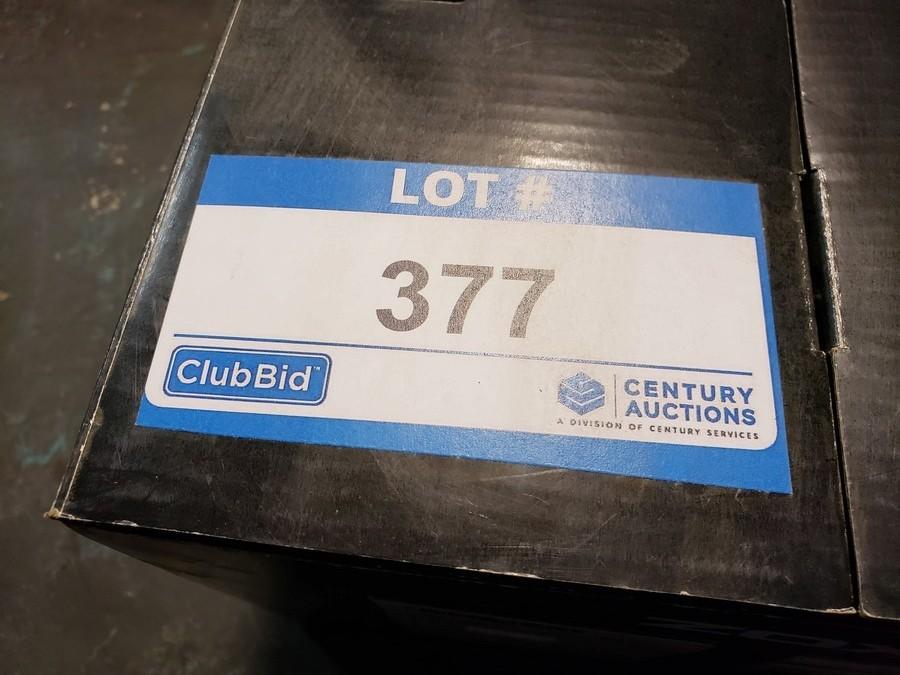 LOT #
377
ClubBid™
CENTURY
AUCTIONS
A DIVISION OF CENTURY SERVICES